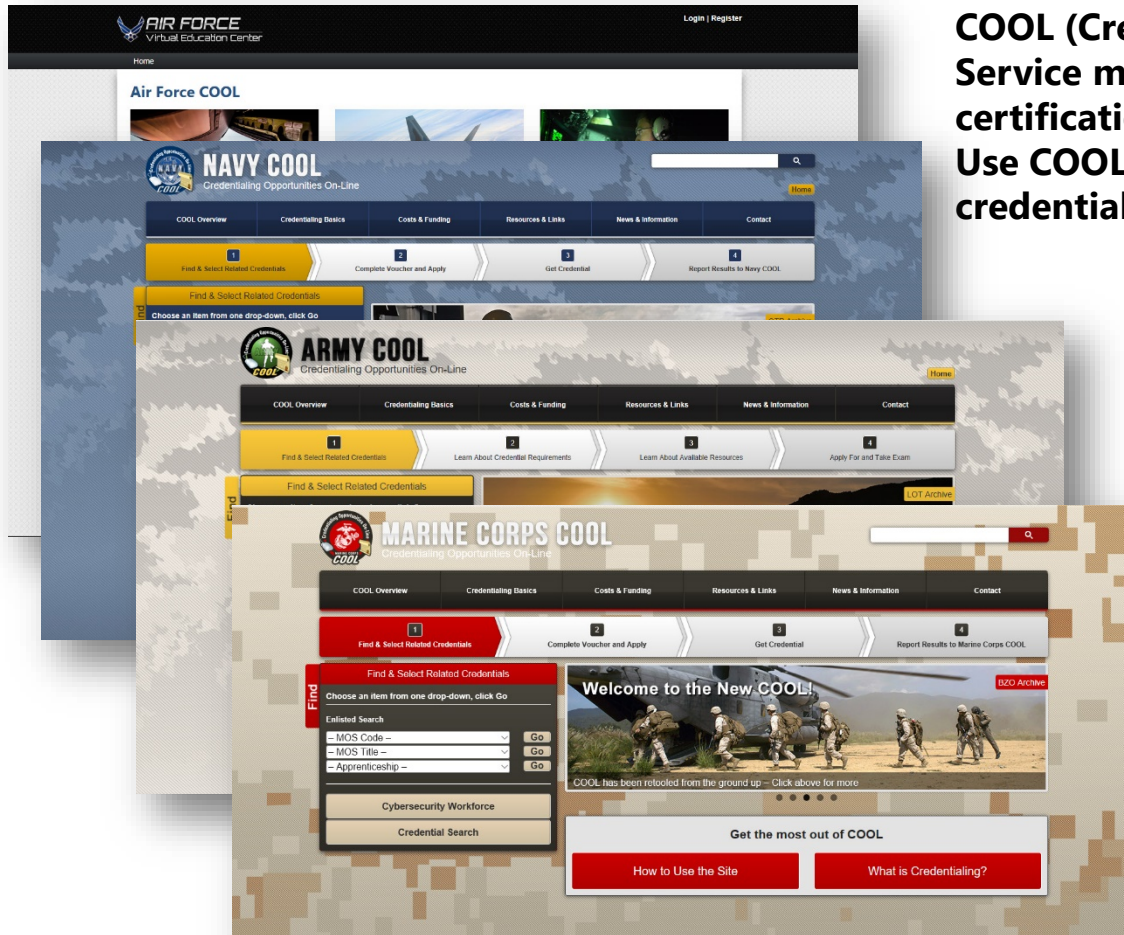 AIR FORCE
Virtual Education Center
Login | Register
Home
Air Force COOL
COOL
Service
Use COOL
NAVY COOL
Credentialing Opportunities On-Line
Home
COOL Overview
Credentialing Basics
Costs & Funding
Resources & Links
News & Information
Contact
1
Find & Select Related Credentials
2
Complete Voucher and Apply
3
Get Credential
4
Report Results to Navy COOL
Find & Select Related Credentials
Choose an item from one drop-down, click Go
ARMY COOL
Credentialing Opportunities On-Line
Home
COOL Overview
Credentialing Basics
Costs & Funding
Resources & Links
News & Information
Contact
1
Find & Select Related Credentials
2
Learn About Credential Requirements
3
Learn About Available Resources
4
Apply For and Take Exam
Find
Find & Select Related Credentials
LOT Archive
MARINE CORPS COOL
Credentialing Opportunities On-Line
COOL Overview
Credentialing Basics
Costs & Funding
Resources & Links
News & Information
Contact
1
Find & Select Related Credentials
2
Complete Voucher and Apply
3
Get Credential
4
Report Results to Marine Corps COOL
Find
Find & Select Related Credentials
Choose an item from one drop-down, click Go
Enlisted Search
– MOS Code –
Go
– MOS Title –
Go
– Apprenticeship –
Go
Cybersecurity Workforce
Credential Search
Welcome to the New COOL!
BZO Archive
COOL has been retooled from the ground up – Click above for more
Get the most out of COOL
How to Use the Site
What is Credentialing?